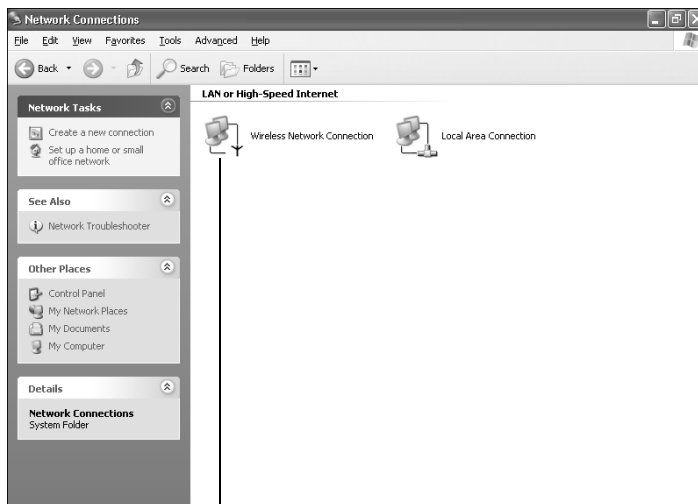 Network Connections
File Edit View Favorites Tools Advanced Help
Back Search Folders
Network Tasks
Create a new connection
Set up a home or small
office network
See Also
Network Troubleshooter
Other Places
Control Panel
My Network Places
My Documents
My Computer
Details
Network Connections
System Folder
LAN or High-Speed Internet
Wireless Network Connection
Local Area Connection